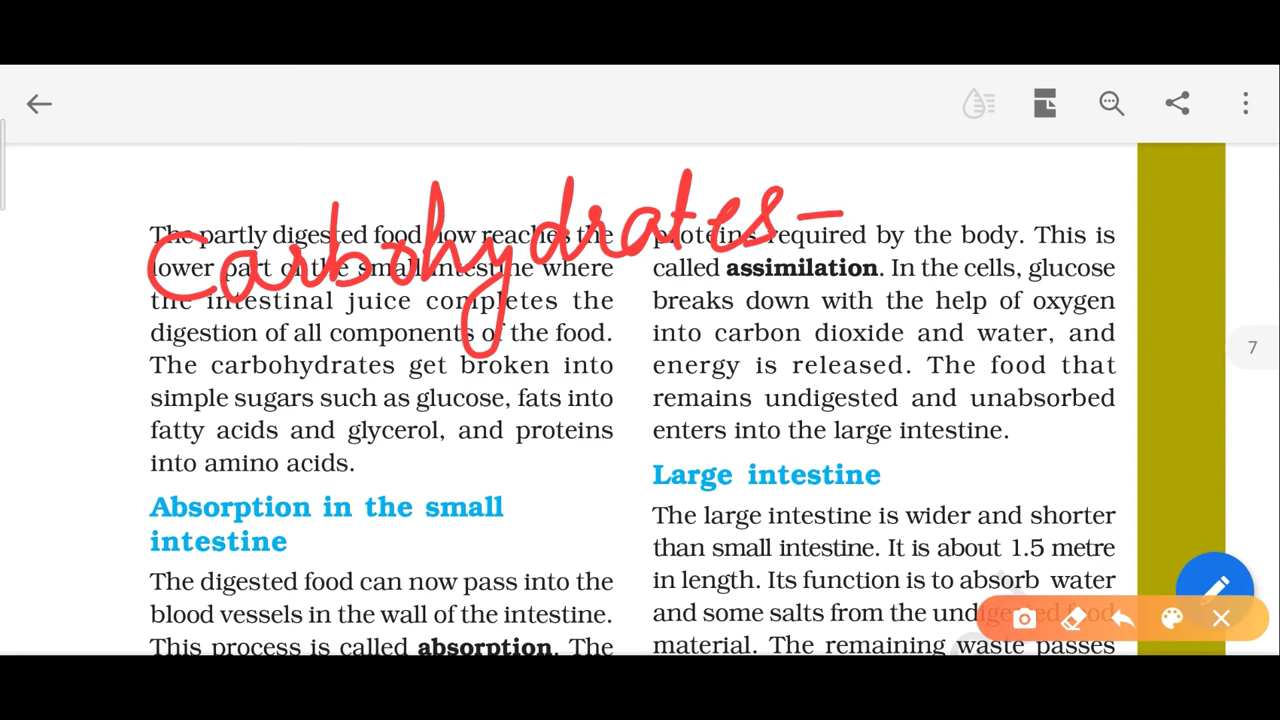 Carbohydrates-
The partly digested food now reaches the
lower part of the small intestine where
the intestinal juice completes the
digestion of all components of the food.
The carbohydrates get broken into
simple sugars such as glucose, fats into
fatty acids and glycerol, and proteins
into amino acids.
Absorption in the small
intestine
The digested food can now pass into the
blood vessels in the wall of the intestine.
This process is called absorption. The
proteins required by the body. This is
called assimilation. In the cells, glucose
breaks down with the help of oxygen
into carbon dioxide and water, and
energy is released. The food that
remains undigested and unabsorbed
enters into the large intestine.
Large intestine
The large intestine is wider and shorter
than small intestine. It is about 1.5 metre
in length. Its function is to absorb water
and some salts from the undigested food
material. The remaining waste passes
7